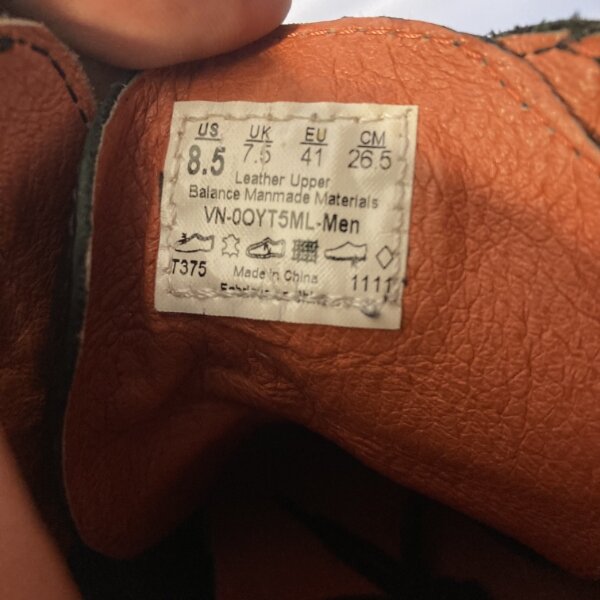 US UK EU CM
8.5 7.5 41 26.5
Leather Upper
Balance Manmade Materials
VN-0OYT5ML-Men
T375 Made in China 1111